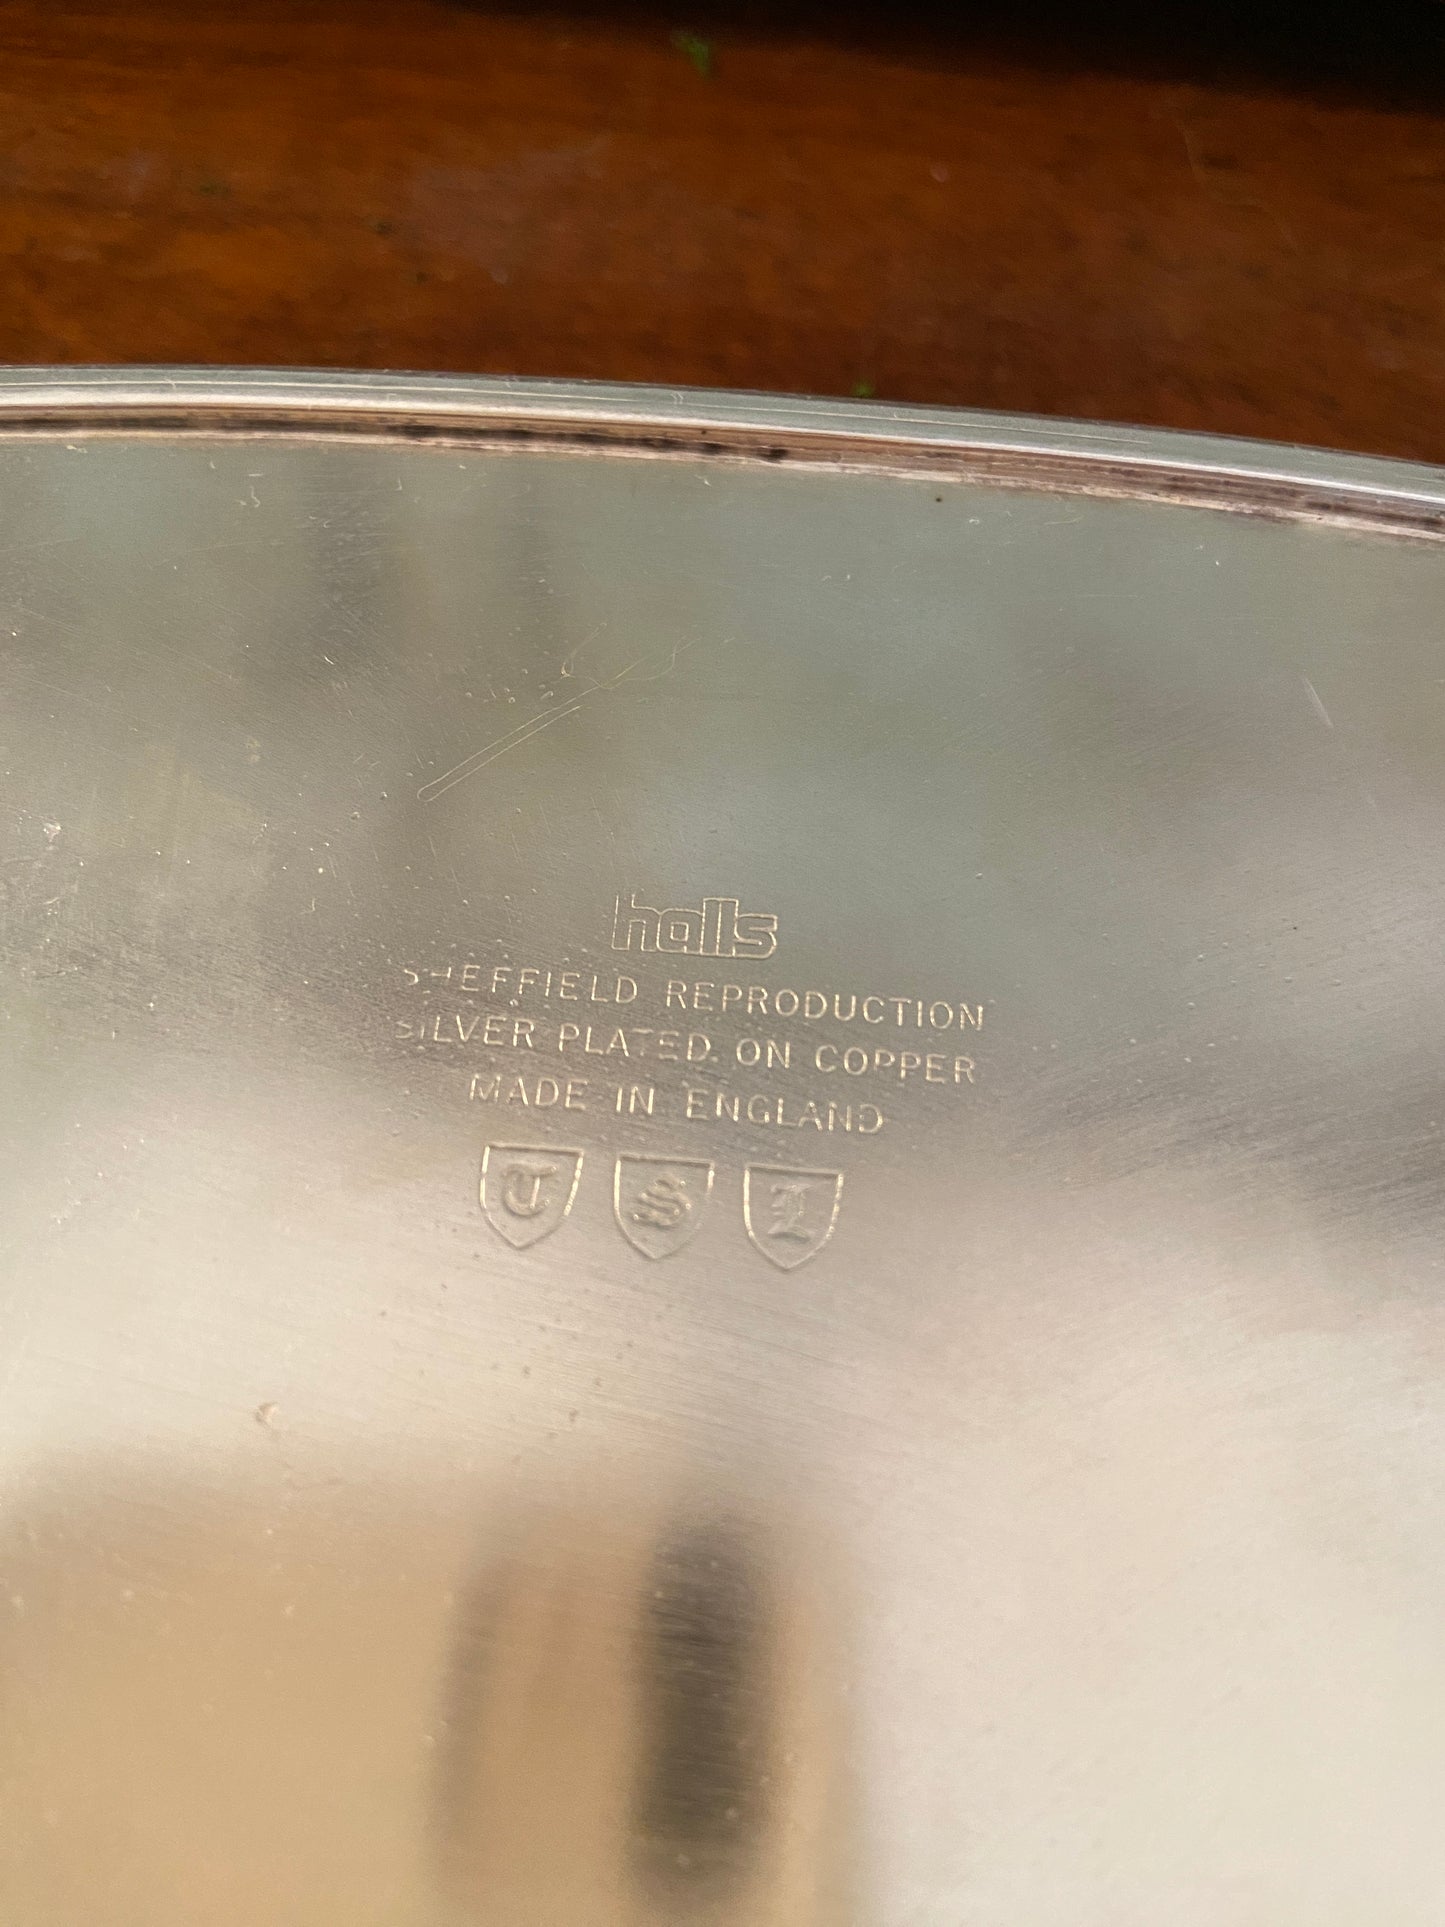 halls
SHEFFIELD REPRODUCTION
SILVER PLATED ON COPPER
MADE IN ENGLAND
T S L